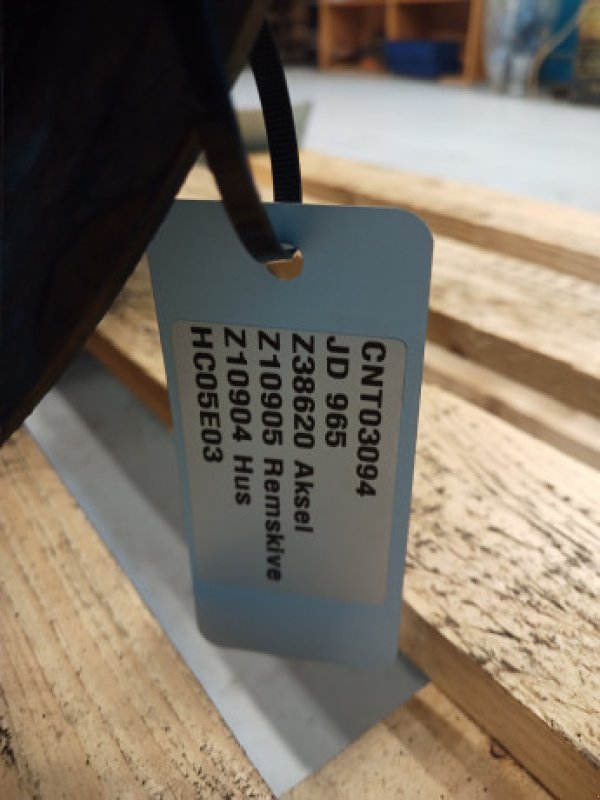 CNT03094
JD 965
Z38620 Aksel
Z10905 Remskive
Z10904 Hus
HC05E03